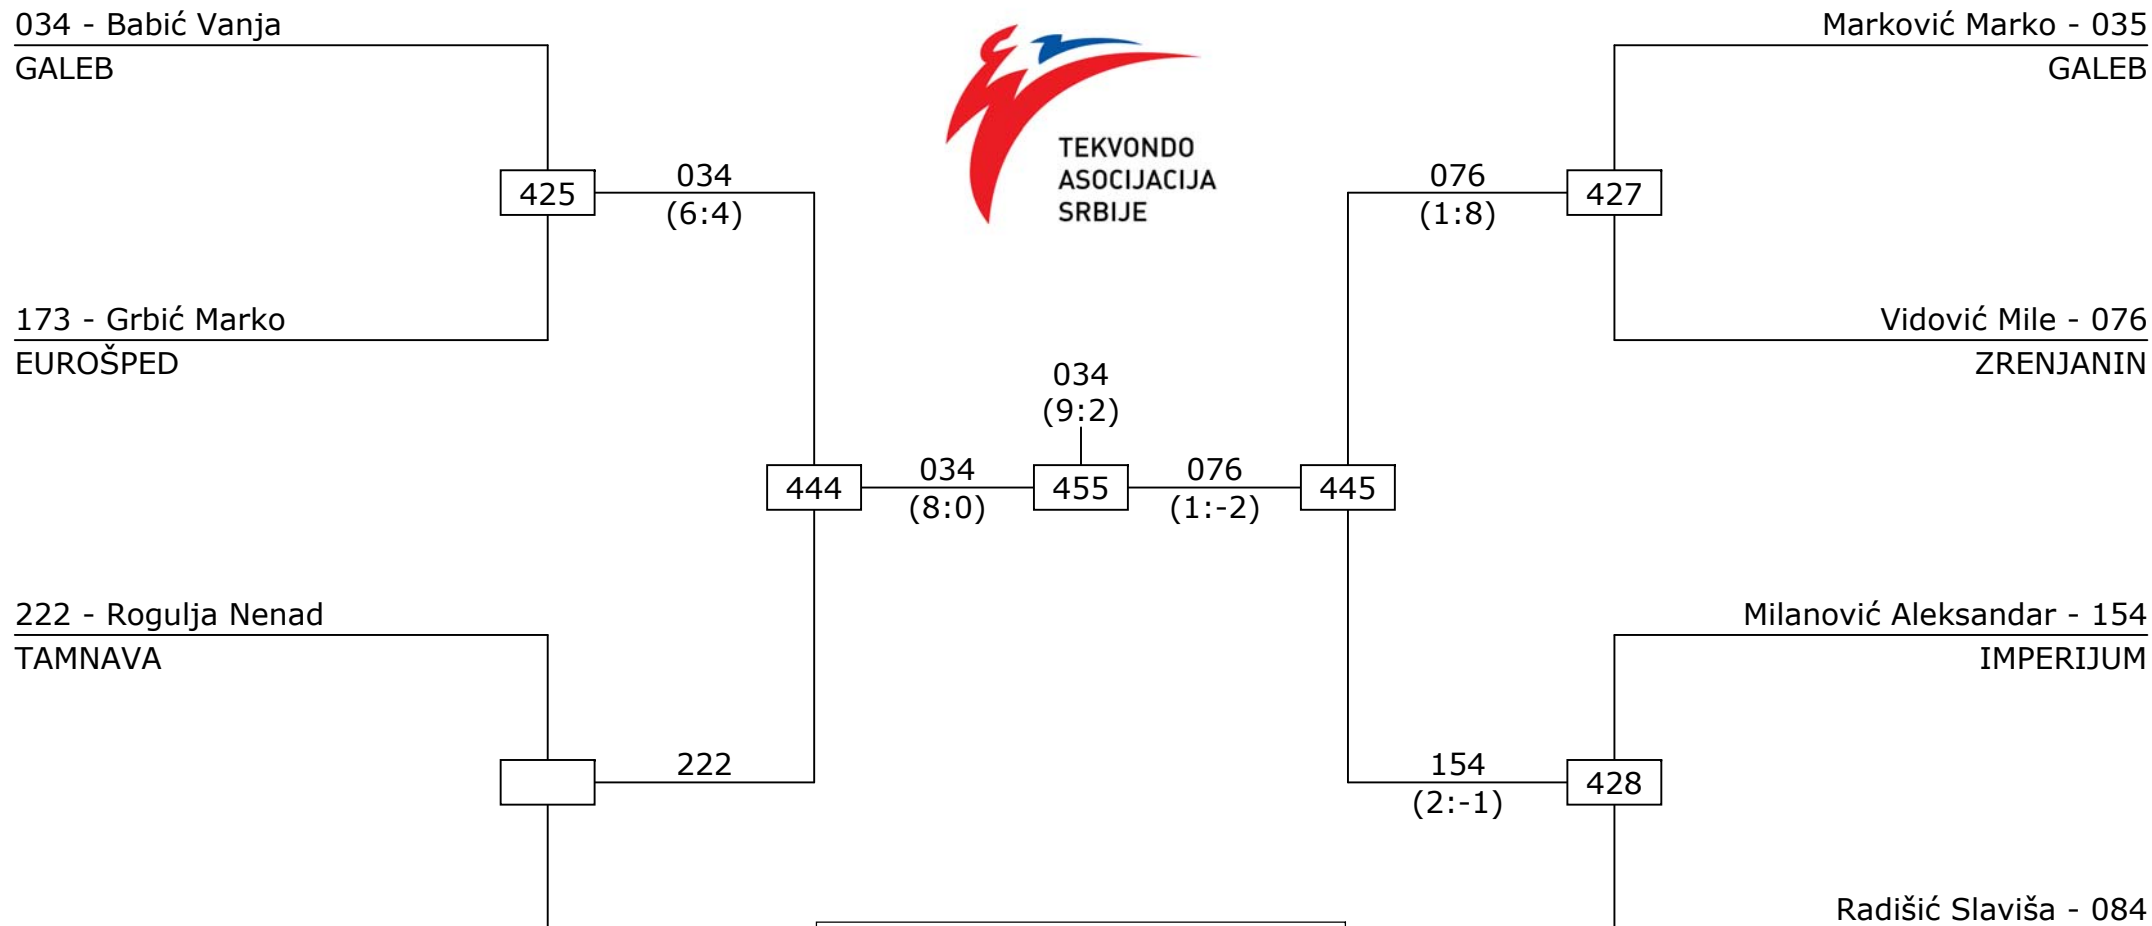 034 - Babić Vanja
GALEB
Marković Marko - 035
GALEB
TEKVONDO
ASOCIJACIJA
SRBIJE
425
034
(6:4)
076
(1:8)
427
173 - Grbić Marko
EUROŠPED
Vidović Mile - 076
ZRENJANIN
034
(9:2)
444
034
(8:0)
455
076
(1:-2)
445
222 - Rogulja Nenad
TAMNAVA
Milanović Aleksandar - 154
IMPERIJUM
222
154
(2:-1)
428
Radišić Slaviša - 084